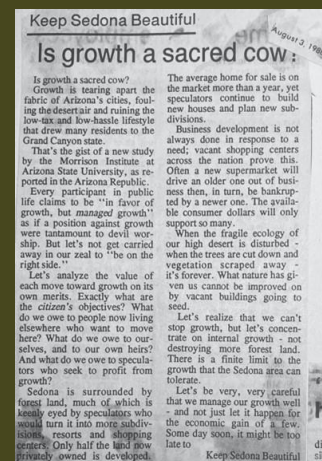 Keep Sedona Beautiful
August 3, 198
Is growth a sacred cow?
Is growth a sacred cow?
Growth is tearing apart the
fabric of Arizona's cities, foul-
ing the desert air and ruining the
low-tax and low-hassle lifestyle
that drew many residents to the
Grand Canyon state.
That's the gist of a new study
by the Morrison Institute at
Arizona State University, as re-
ported in the Arizona Republic.
Every participant in public
life claims to be "in favor of
growth, but managed growth"
as if a position against growth
were tantamount to devil wor-
ship. But let's not get carried
away in our zeal to "be on the
right side."
Let's analyze the value of
each move toward growth on its
own merits. Exactly what are
the citizen's objectives? What
do we owe to people now living
elsewhere who want to move
here? What do we owe to our-
selves, and to our own heirs?
And what do we owe to specula-
tors who seek to profit from
growth?
Sedona is surrounded by
forest land, much of which is
keenly eyed by speculators who
would turn it into more subdiv-
isions, resorts and shopping
centers. Only half the land now
privately owned is developed.
The average home for sale is on
the market more than a year, yet
speculators continue to build
new houses and plan new sub-
divisions.
Business development is not
always done in response to a
need; vacant shopping centers
across the nation prove this.
Often a new supermarket will
drive an older one out of busi-
ness then, in turn, be bankrup-
ted by a newer one. The availa-
ble consumer dollars will only
support so many.
When the fragile ecology of
our high desert is disturbed -
when the trees are cut down and
vegetation scraped away -
it's forever. What nature has gi-
ven us cannot be improved on
by vacant buildings going to
seed.
Let's realize that we can't
stop growth, but let's concen-
trate on internal growth - not
destroying more forest land.
There is a finite limit to the
growth that the Sedona area can
tolerate.
Let's be very, very careful
that we manage our growth well
- and not just let it happen for
the economic gain of a few.
Some day soon, it might be too
late to
Keep Sedona Beautiful